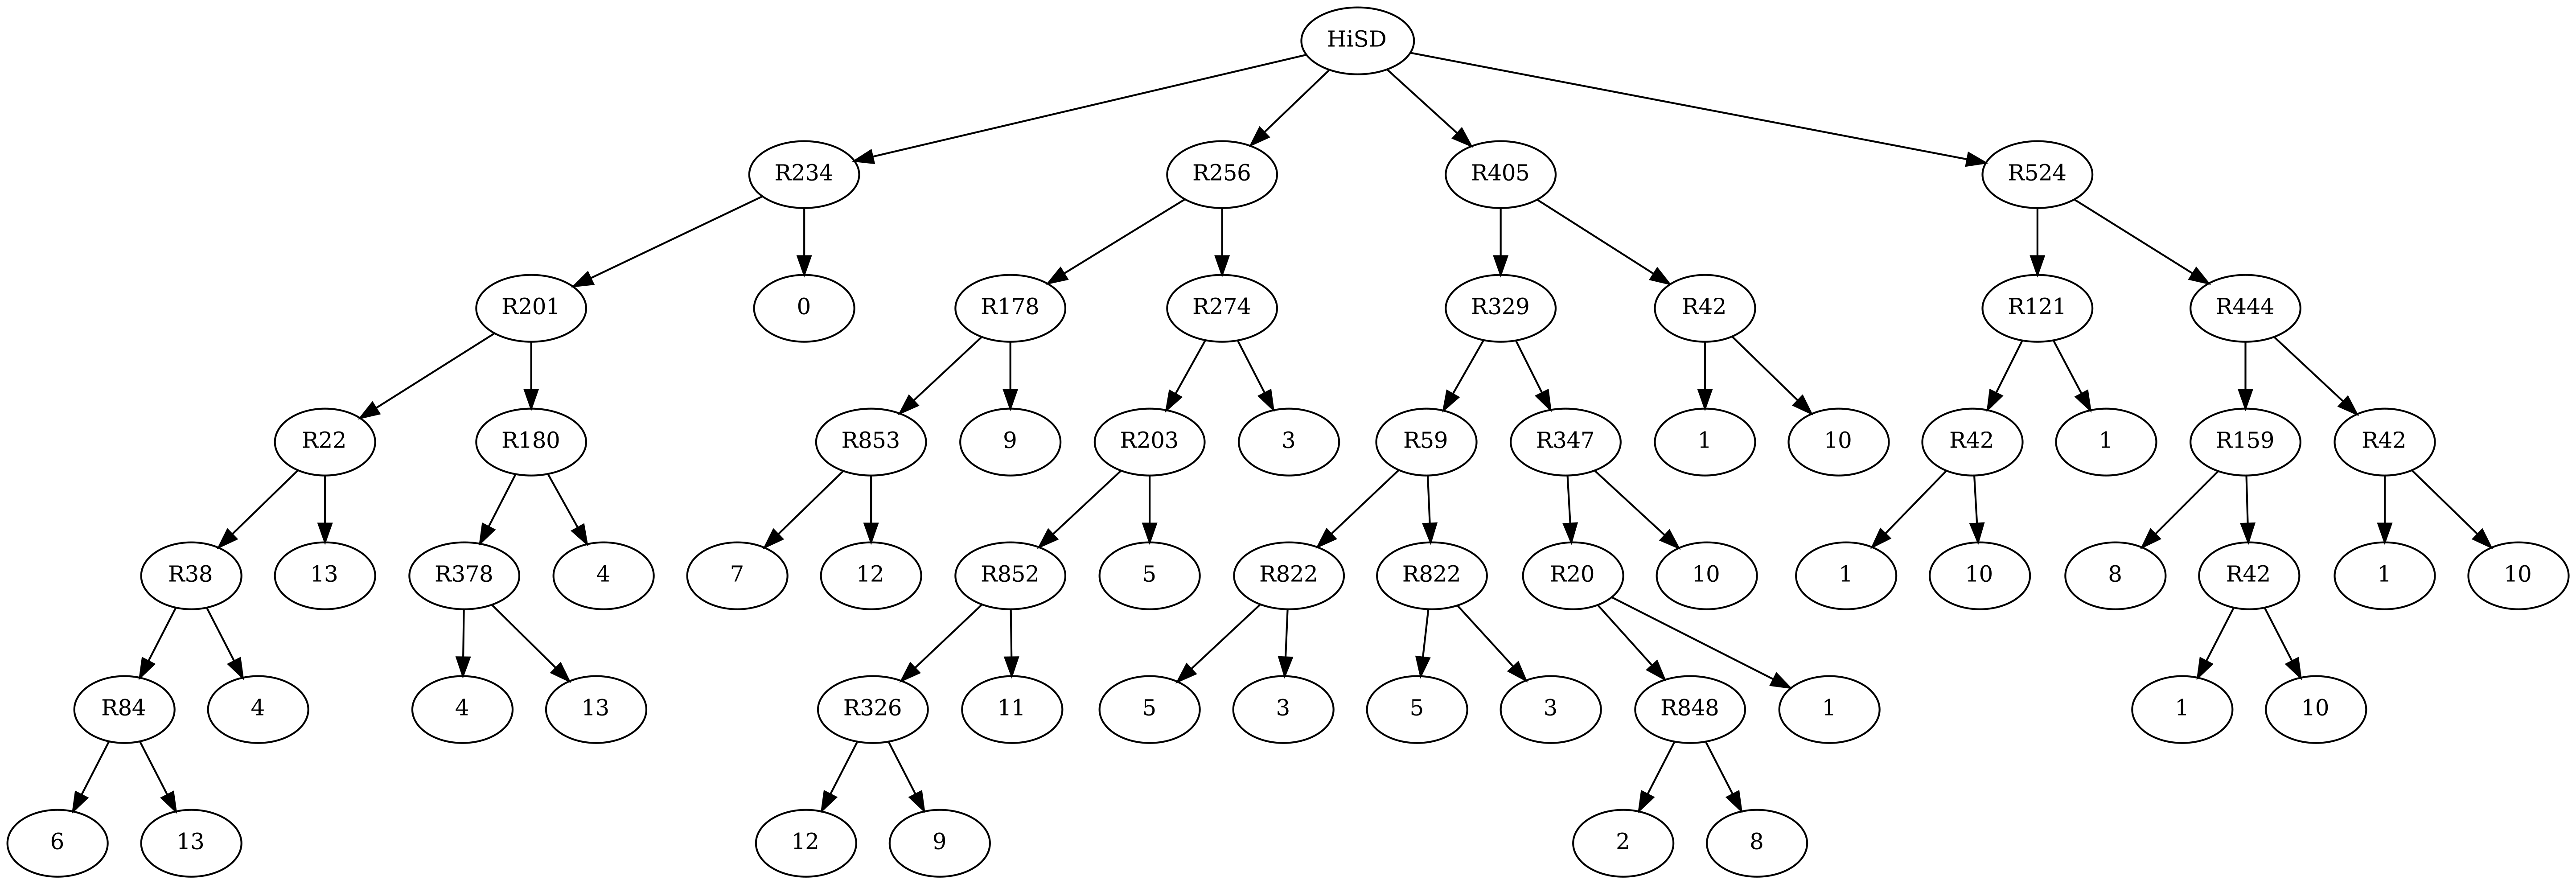 HiSD
R234 R256 R405 R524
R201 0 R178 R274 R329 R42 R121 R444
R22 R180 R853 9 R203 3 R59 R347 1 10 R42 1 R159 R42
R38 13 R378 4 7 12 R852 5 R822 R822 R20 10 1 10 8 R42 1 10
R84 4 4 13 R326 11 5 3 5 3 R848 1 1 10
6 13 12 9 2 8